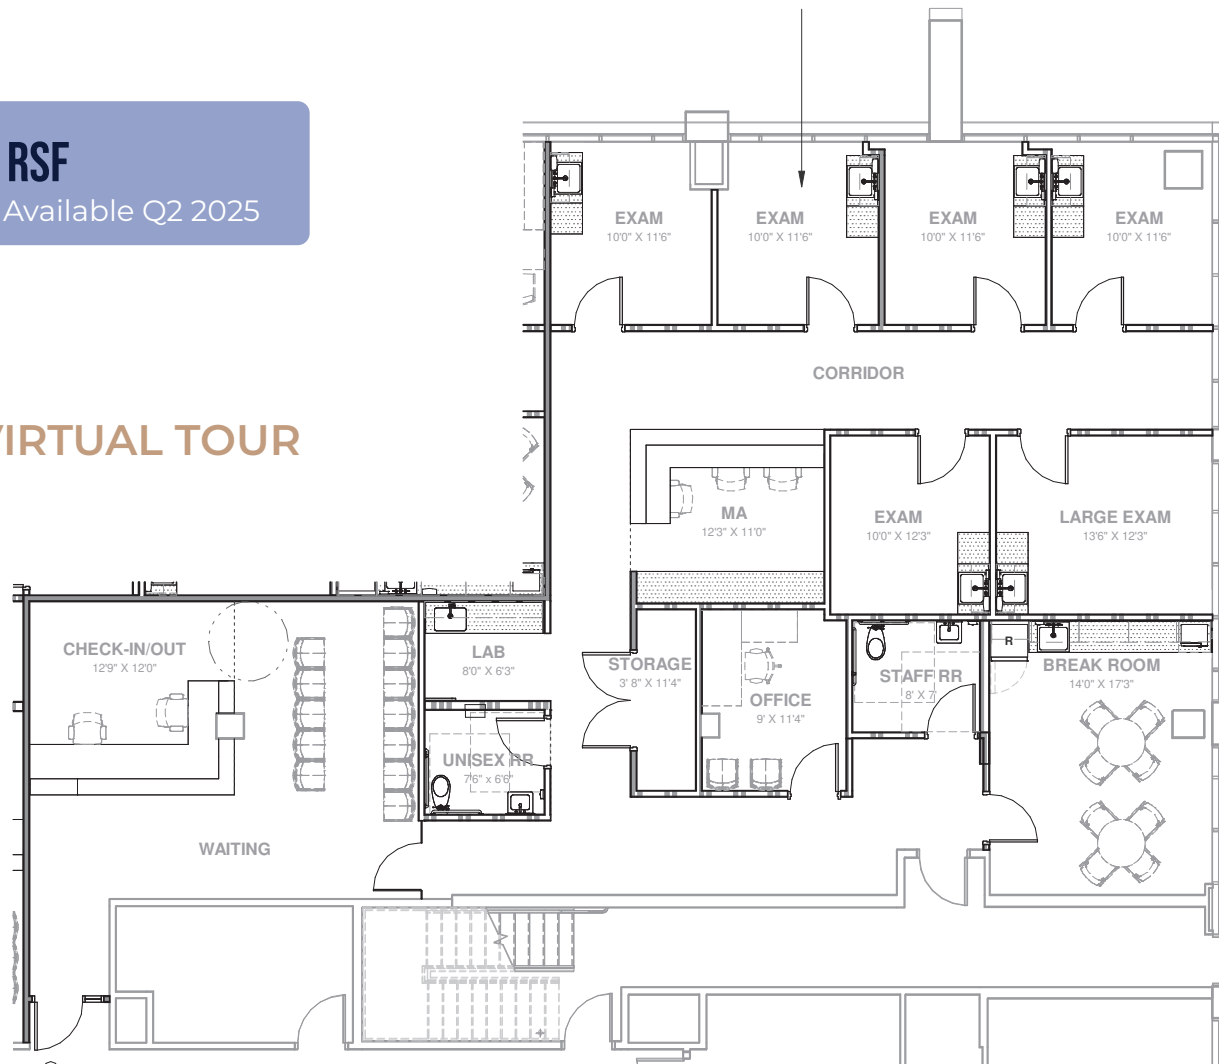 RSF
Available Q2 2025
VIRTUAL TOUR
EXAM
10'0" X 11'6"
EXAM
10'0" X 11'6"
EXAM
10'0" X 11'6"
EXAM
10'0" X 11'6"
CORRIDOR
MA
12'3" X 11'0"
EXAM
10'0" X 12'3"
LARGE EXAM
13'6" X 12'3"
CHECK-IN/OUT
12'9" X 12'0"
LAB
8'0" X 6'3"
STORAGE
3' 8" X 11'4"
OFFICE
9' X 11'4"
STAFF RR
8' X 7'
R
BREAK ROOM
14'0" X 17'3"
UNISEX RR
7'6" x 6'6"
WAITING